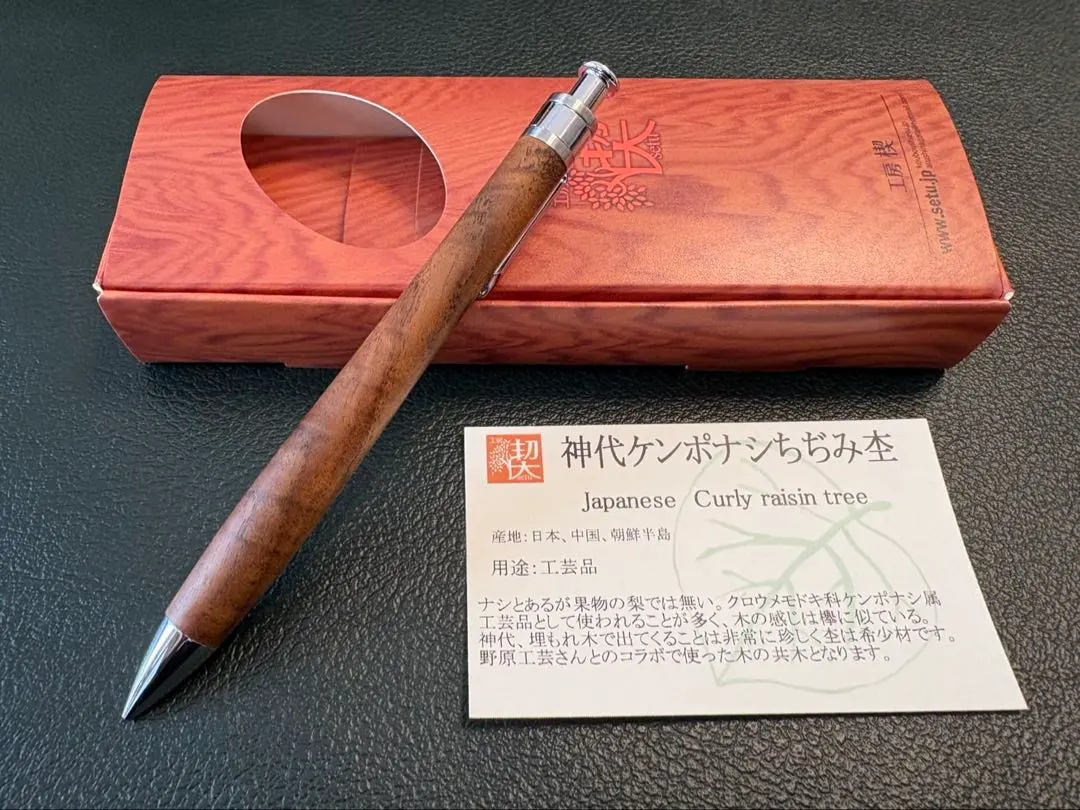 工房 楔
www.setu.jp
楔
setu
工房
楔
setu
神代ケンポナシちぢみ杢
Japanese Curly raisin tree
産地:日本、中国、朝鮮半島
用途:工芸品
ナシとあるが果物の梨では無い。クロウメモドキ科ケンポナシ属
工芸品として使われることが多く、木の感じは欅に似ている。
神代、埋もれ木で出てくることは非常に珍しく杢は希少材です。
野原工芸さんとのコラボで使った木の共木となります。